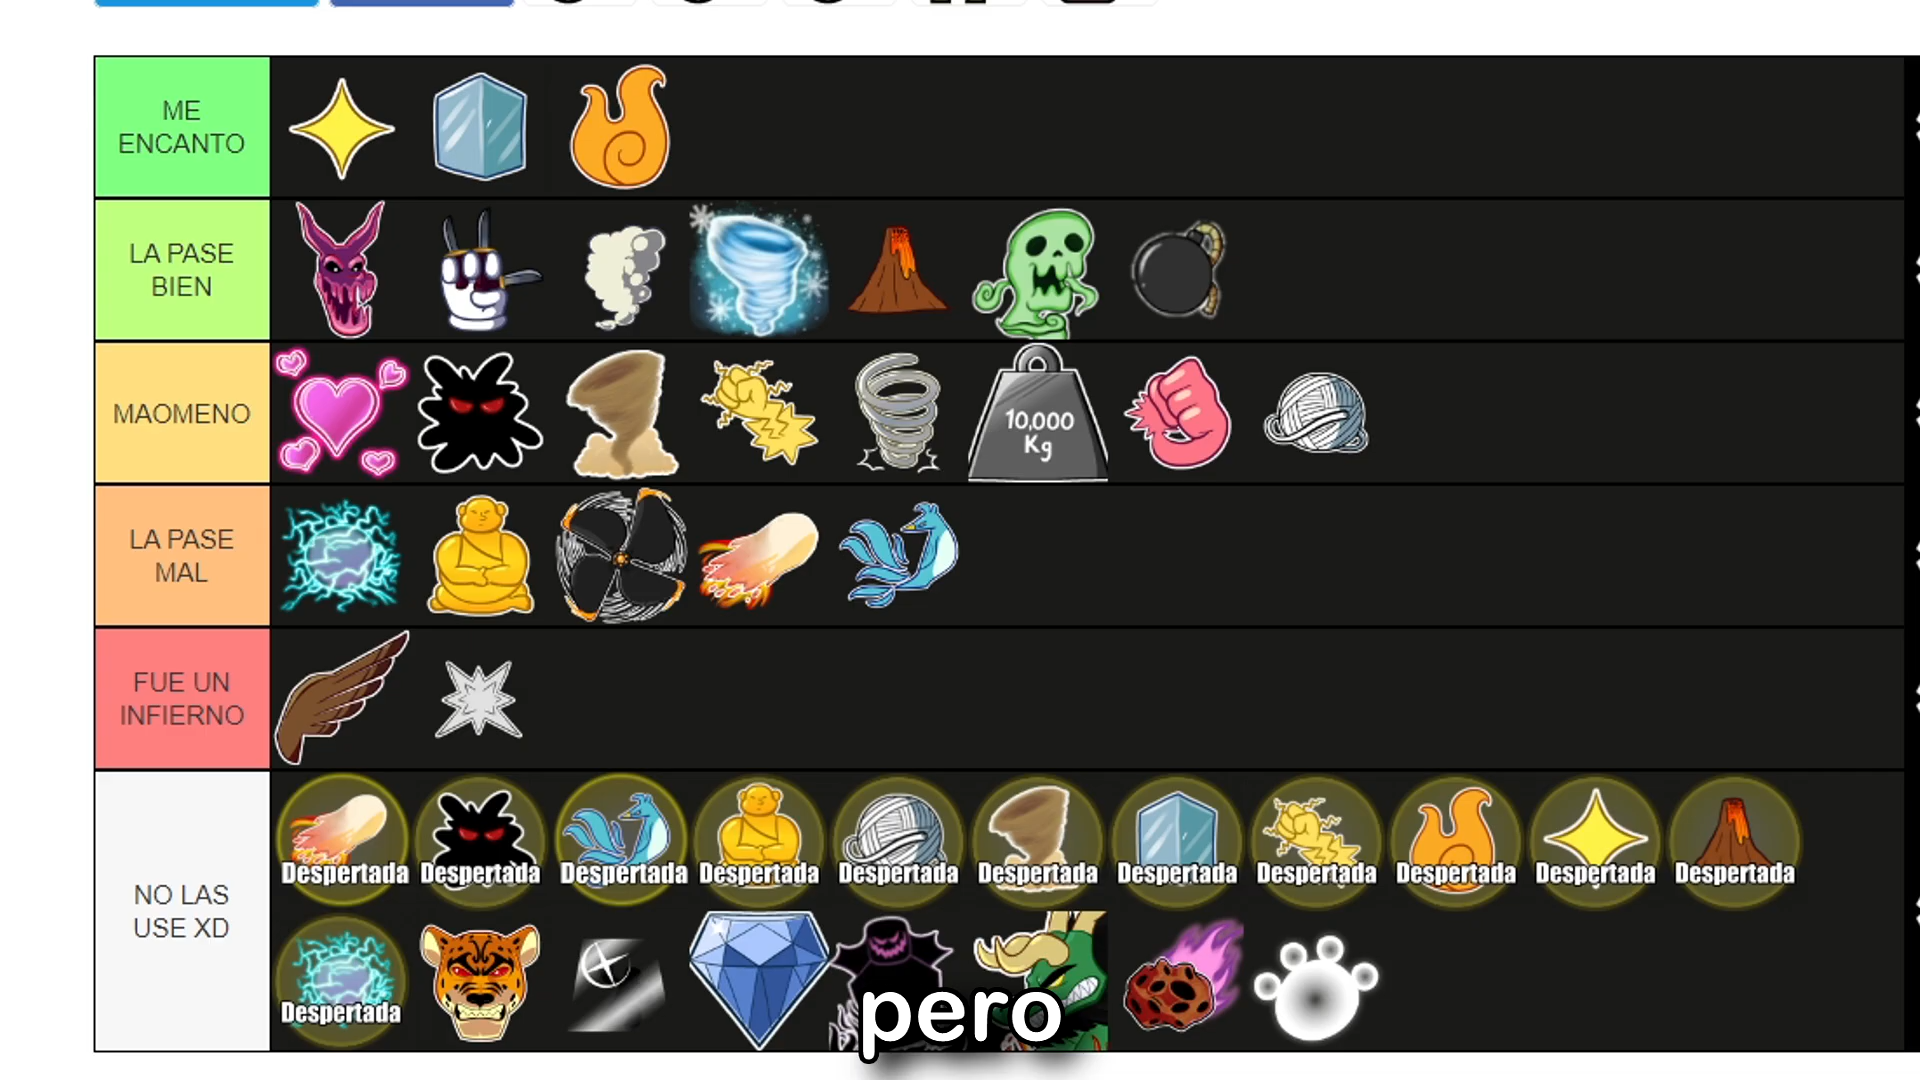 ME
ENCANTO
LA PASE
BIEN
MAOMENO
10,000
Kg
LA PASE
MAL
FUE UN
INFIERNO
NO LAS
USE XD
Despertada Despertada Despertada Despertada Despertada Despertada Despertada Despertada Despertada Despertada Despertada
Despertada
pero